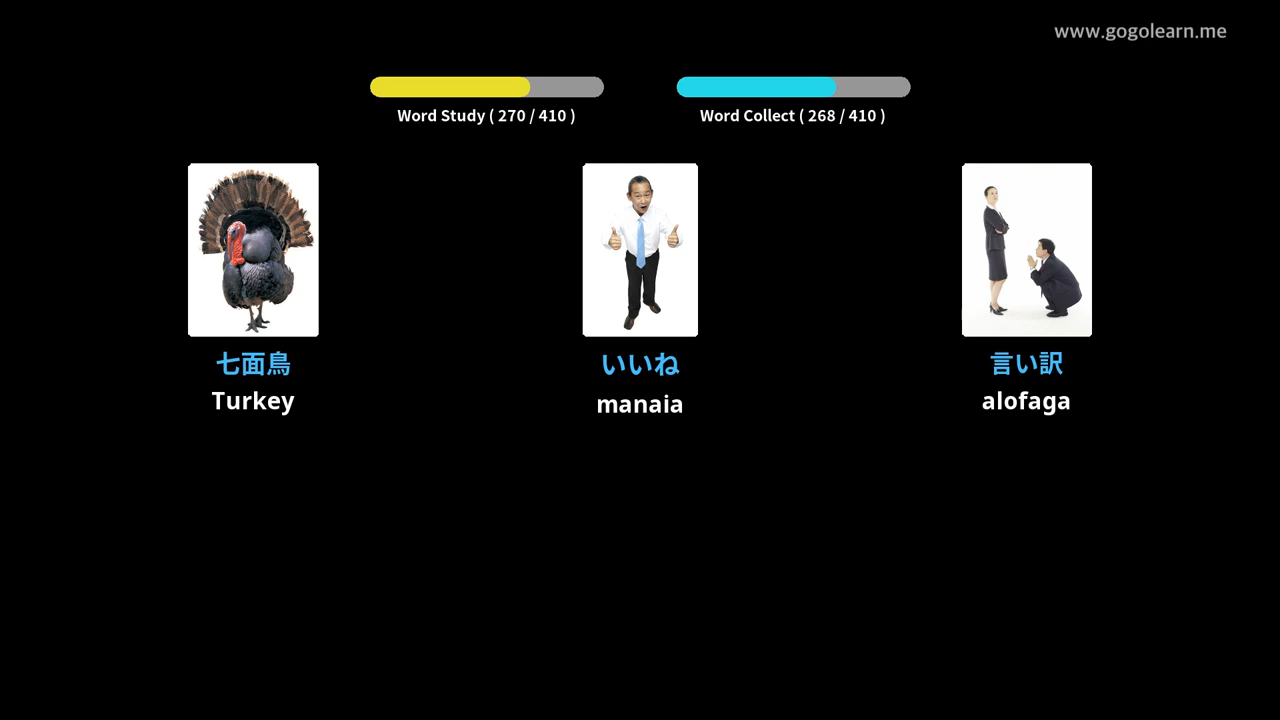 www.gogolearn.me
Word Study ( 270 / 410 )
Word Collect ( 268 / 410 )
七面鳥
Turkey
いいね
manaia
言い訳
alofaga